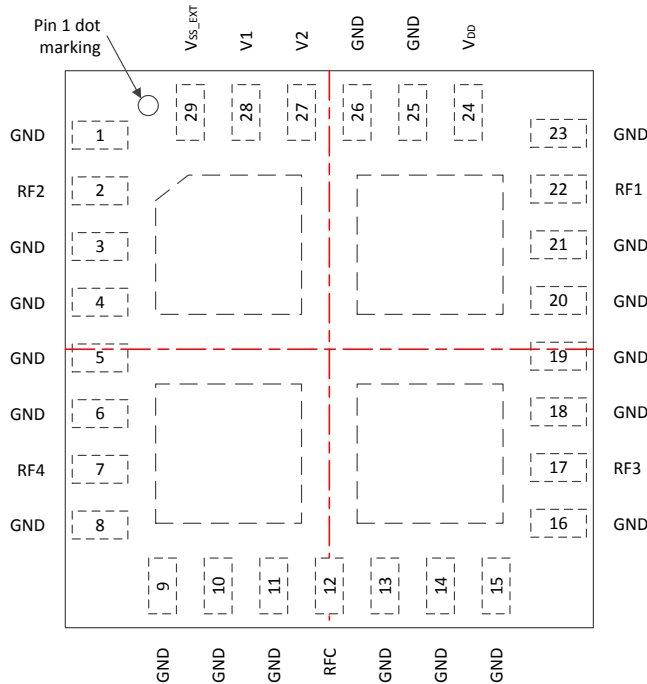 Pin 1 dot
marking
VSS_EXT
V1
V2
GND
GND
VDD
29
28
27
26
25
24
GND
1
23
GND
RF2
2
22
RF1
GND
3
21
GND
GND
4
20
GND
GND
5
19
GND
GND
6
18
GND
RF4
7
17
RF3
GND
8
16
GND
9
10
11
12
13
14
15
GND
GND
GND
RFC
GND
GND
GND